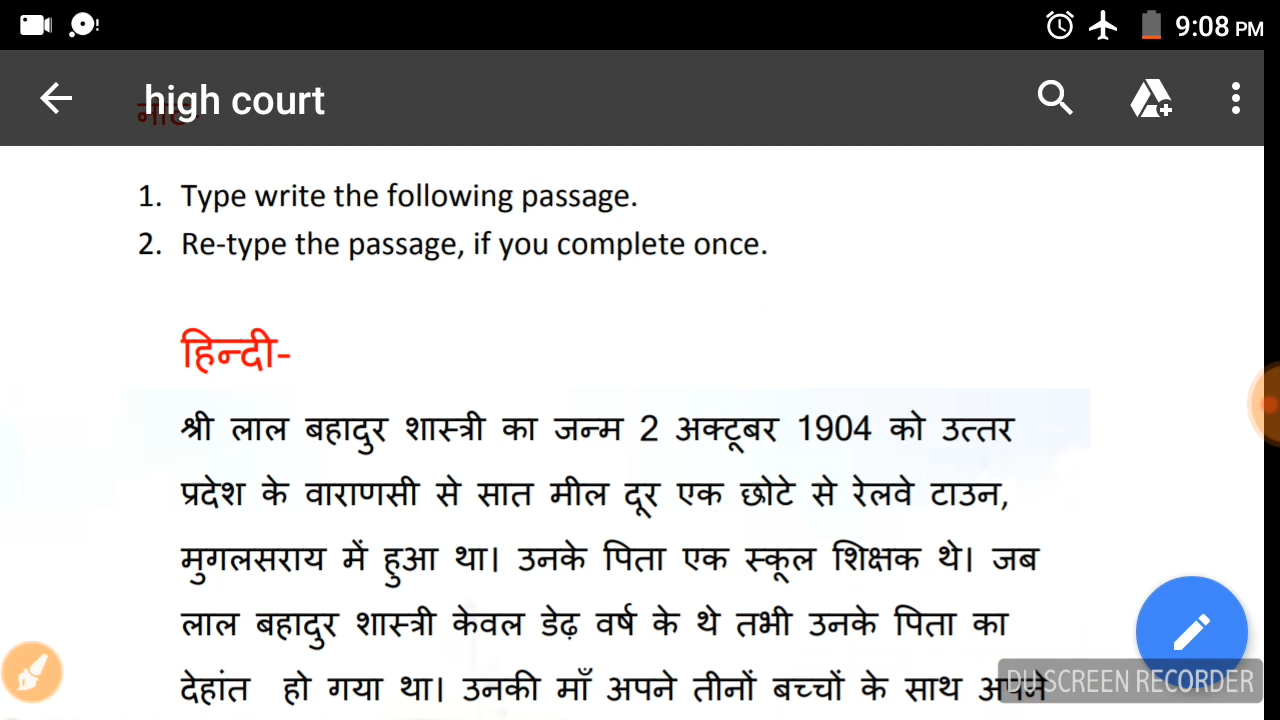 9:08 PM
high court
1. Type write the following passage.
2. Re-type the passage, if you complete once.
हिन्दी-
श्री लाल बहादुर शास्त्री का जन्म 2 अक्टूबर 1904 को उत्तर
प्रदेश के वाराणसी से सात मील दूर एक छोटे से रेलवे टाउन,
मुगलसराय में हुआ था। उनके पिता एक स्कूल शिक्षक थे। जब
लाल बहादुर शास्त्री केवल डेढ़ वर्ष के थे तभी उनके पिता का
देहांत हो गया था। उनकी माँ अपने तीनों बच्चों के साथ अपने
DU SCREEN RECORDER